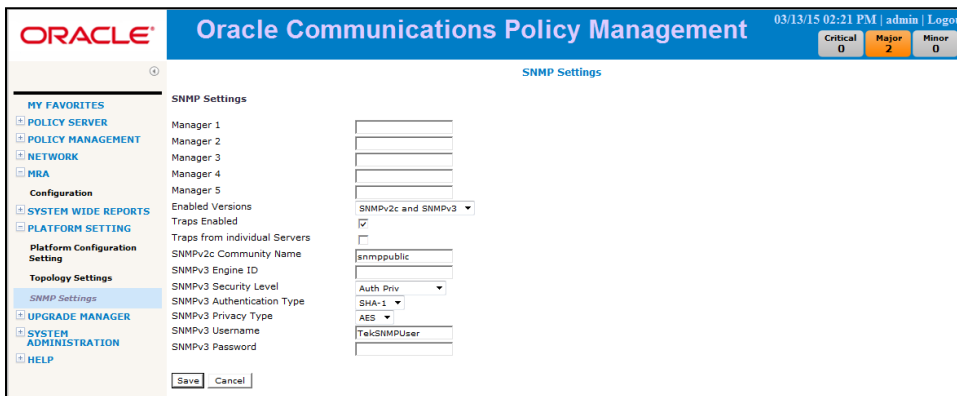 ORACLE®
Oracle Communications Policy Management
03/13/15 02:21 PM | admin | Logou
Critical
0
Major
2
Minor
0
SNMP Settings
MY FAVORITES
POLICY SERVER
POLICY MANAGEMENT
NETWORK
MRA
Configuration
SYSTEM WIDE REPORTS
PLATFORM SETTING
Platform Configuration
Setting
Topology Settings
SNMP Settings
UPGRADE MANAGER
SYSTEM
ADMINISTRATION
HELP
SNMP Settings
Manager 1
Manager 2
Manager 3
Manager 4
Manager 5
Enabled Versions SNMPv2c and SNMPv3
Traps Enabled
Traps from individual Servers
SNMPv2c Community Name snmppublic
SNMPv3 Engine ID
SNMPv3 Security Level Auth Priv
SNMPv3 Authentication Type SHA-1
SNMPv3 Privacy Type AES
SNMPv3 Username TekSNMPUser
SNMPv3 Password
Save Cancel